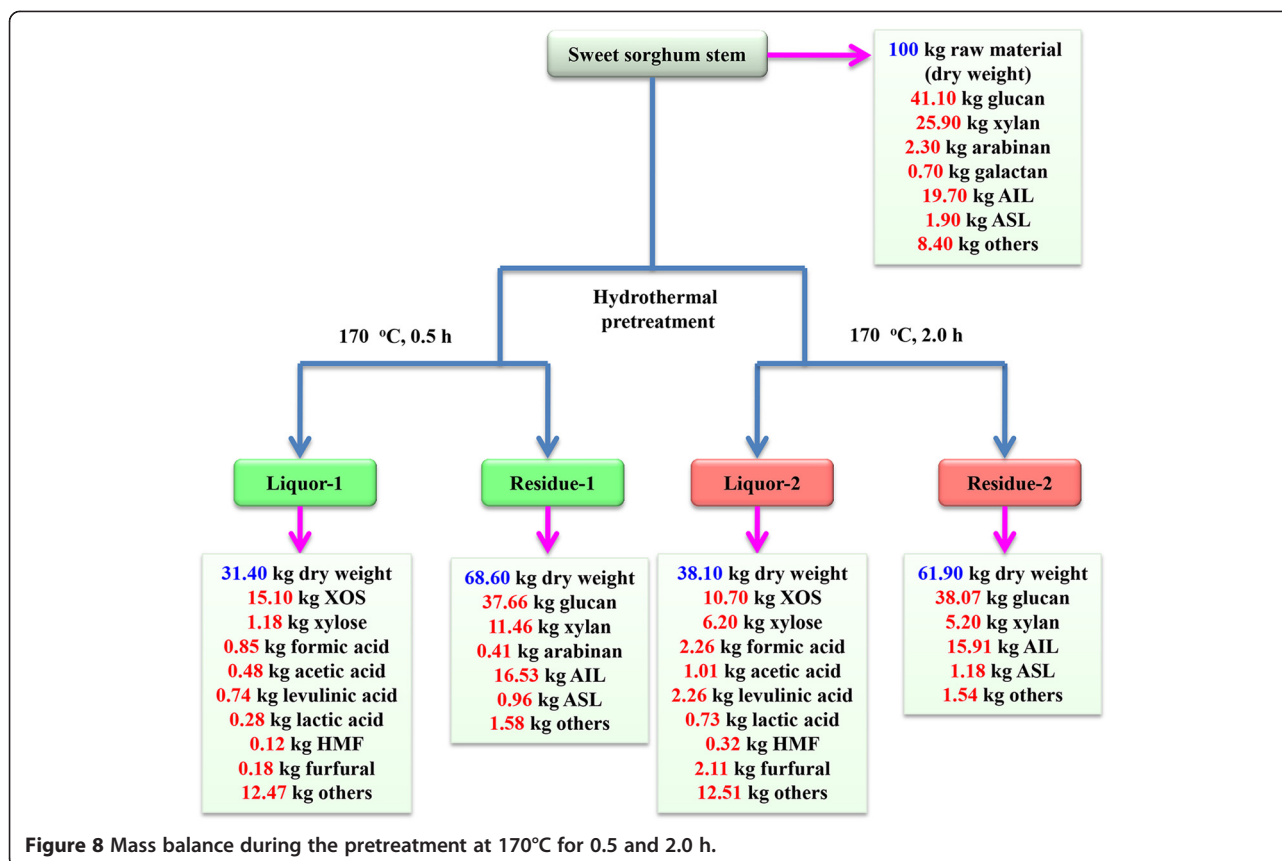 Sweet sorghum stem
100 kg raw material
(dry weight)
41.10 kg glucan
25.90 kg xylan
2.30 kg arabinan
0.70 kg galactan
19.70 kg AIL
1.90 kg ASL
8.40 kg others
Hydrothermal
pretreatment
170 °C, 0.5 h
170 °C, 2.0 h
Liquor-1
Residue-1
Liquor-2
Residue-2
31.40 kg dry weight
15.10 kg XOS
1.18 kg xylose
0.85 kg formic acid
0.48 kg acetic acid
0.74 kg levulinic acid
0.28 kg lactic acid
0.12 kg HMF
0.18 kg furfural
12.47 kg others
68.60 kg dry weight
37.66 kg glucan
11.46 kg xylan
0.41 kg arabinan
16.53 kg AIL
0.96 kg ASL
1.58 kg others
38.10 kg dry weight
10.70 kg XOS
6.20 kg xylose
2.26 kg formic acid
1.01 kg acetic acid
2.26 kg levulinic acid
0.73 kg lactic acid
0.32 kg HMF
2.11 kg furfural
12.51 kg others
61.90 kg dry weight
38.07 kg glucan
5.20 kg xylan
15.91 kg AIL
1.18 kg ASL
1.54 kg others
Figure 8 Mass balance during the pretreatment at 170°C for 0.5 and 2.0 h.